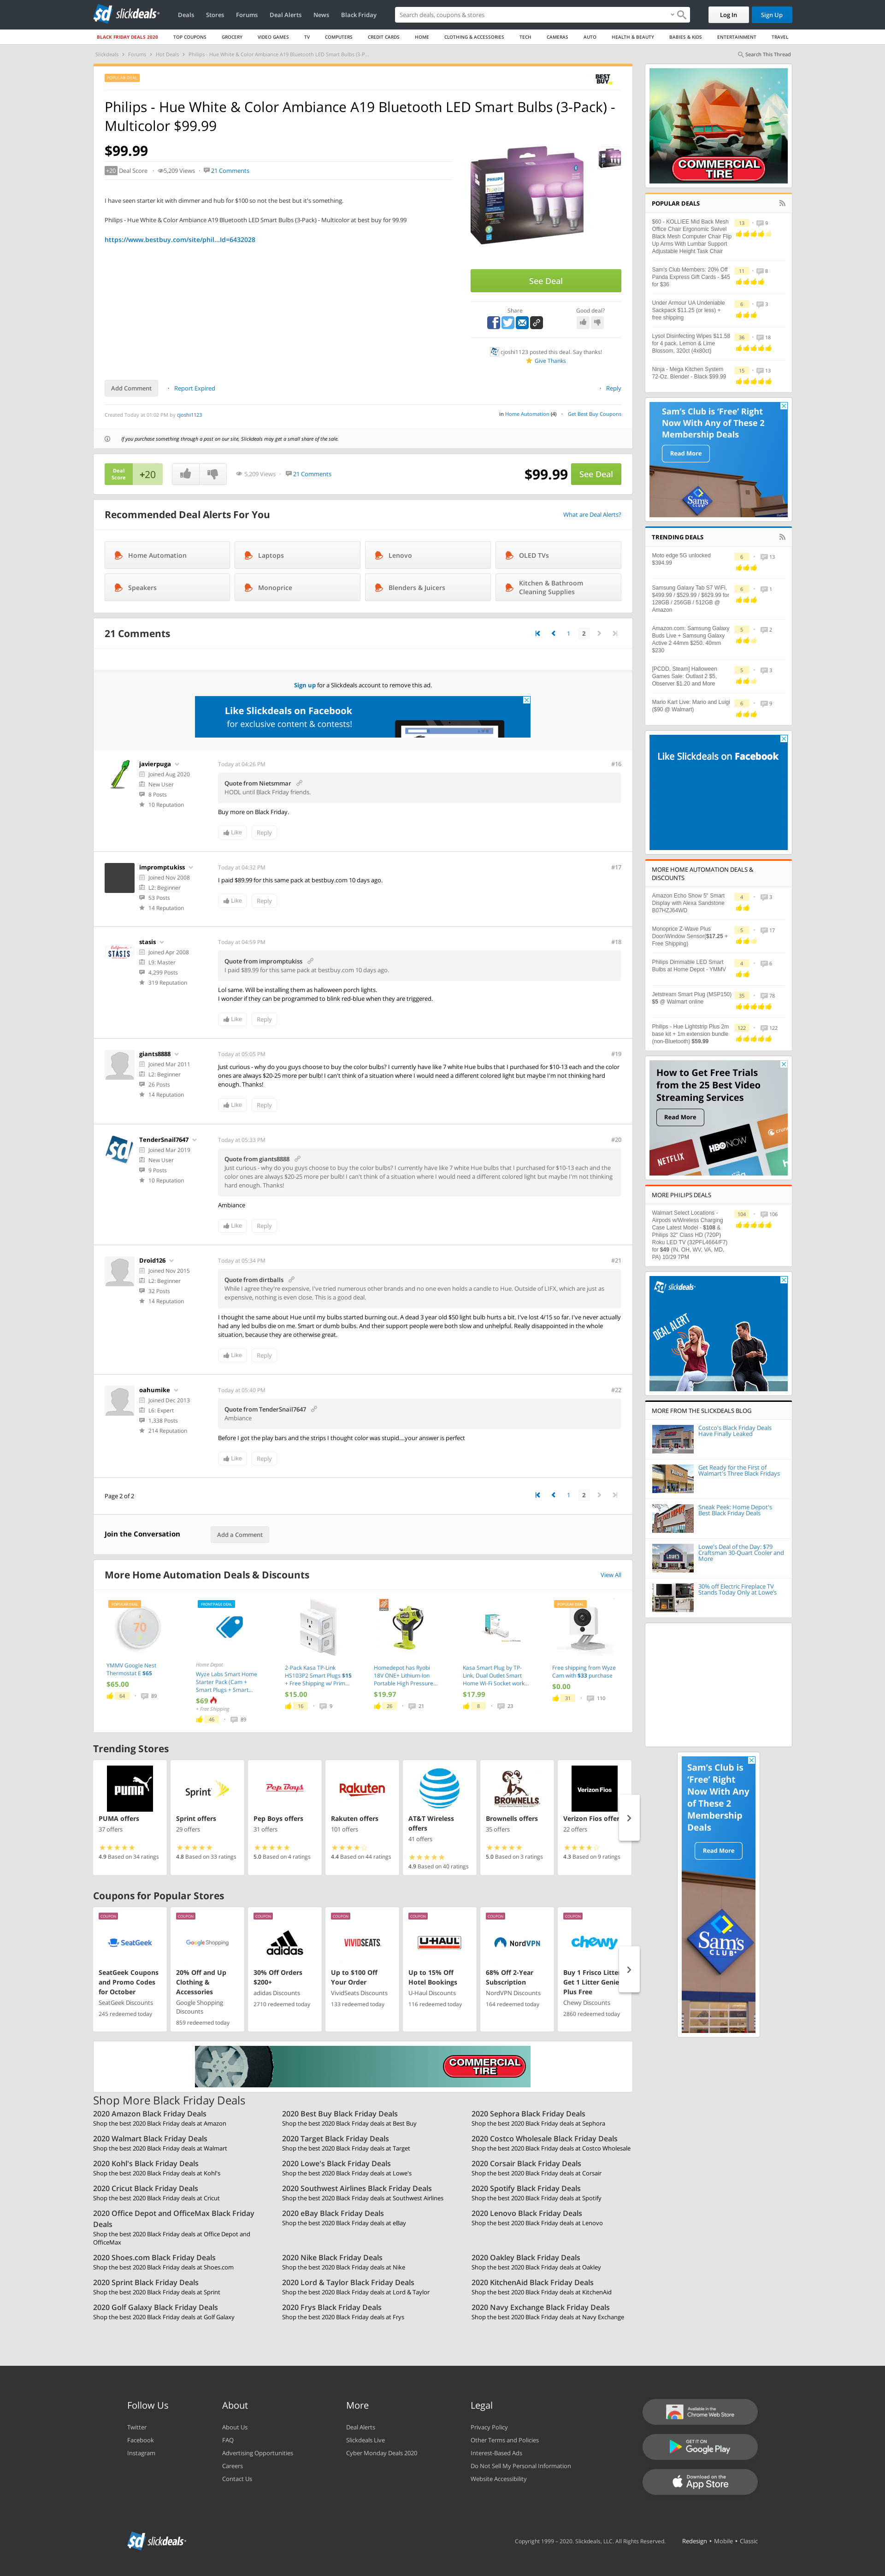 slickdeals
Deals
Stores
Forums
Deal Alerts
News
Black Friday
Search deals, coupons & stores
Log In
Sign Up
BLACK FRIDAY DEALS 2020
TOP COUPONS
GROCERY
VIDEO GAMES
TV
COMPUTERS
CREDIT CARDS
HOME
CLOTHING & ACCESSORIES
TECH
CAMERAS
AUTO
HEALTH & BEAUTY
BABIES & KIDS
ENTERTAINMENT
TRAVEL
Slickdeals
Forums
Hot Deals
Philips - Hue White & Color Ambiance A19 Bluetooth LED Smart Bulbs (3-P...
Search This Thread
POPULAR DEAL
BEST BUY
Philips - Hue White & Color Ambiance A19 Bluetooth LED Smart Bulbs (3-Pack) -
Multicolor $99.99
$99.99
+20 Deal Score
5,209 Views
21 Comments
I have seen starter kit with dimmer and hub for $100 so not the best but it's something.
Philips - Hue White & Color Ambiance A19 Bluetooth LED Smart Bulbs (3-Pack) - Multicolor at best buy for 99.99
https://www.bestbuy.com/site/phil...Id=6432028
PHILIPS
See Deal
Share
Good deal?
cjoshi1123 posted this deal. Say thanks!
Give Thanks
Add Comment
Report Expired
Reply
Created Today at 01:02 PM by cjoshi1123
in Home Automation (4)
Get Best Buy Coupons
If you purchase something through a post on our site, Slickdeals may get a small share of the sale.
Deal
Score
+20
5,209 Views
21 Comments
$99.99
See Deal
Recommended Deal Alerts For You
What are Deal Alerts?
Home Automation
Laptops
Lenovo
OLED TVs
Speakers
Monoprice
Blenders & Juicers
Kitchen & Bathroom
Cleaning Supplies
21 Comments
1
2
Sign up for a Slickdeals account to remove this ad.
Like Slickdeals on Facebook
for exclusive content & contests!
javierpuga
Joined Aug 2020
New User
8 Posts
10 Reputation
Today at 04:26 PM
#16
Quote from Nietsmmar
HODL until Black Friday friends.
Buy more on Black Friday.
Like
Reply
impromptukiss
Joined Nov 2008
L2: Beginner
53 Posts
14 Reputation
Today at 04:32 PM
#17
I paid $89.99 for this same pack at bestbuy.com 10 days ago.
Like
Reply
STASIS
stasis
Joined Apr 2008
L9: Master
4,299 Posts
319 Reputation
Today at 04:59 PM
#18
Quote from impromptukiss
I paid $89.99 for this same pack at bestbuy.com 10 days ago.
Lol same. Will be installing them as halloween porch lights.
I wonder if they can be programmed to blink red-blue when they are triggered.
Like
Reply
giants8888
Joined Mar 2011
L2: Beginner
26 Posts
14 Reputation
Today at 05:05 PM
#19
Just curious - why do you guys choose to buy the color bulbs? I currently have like 7 white Hue bulbs that I purchased for $10-13 each and the color
ones are always $20-25 more per bulb! I can't think of a situation where I would need a different colored light but maybe I'm not thinking hard
enough. Thanks!
Like
Reply
sd
TenderSnail7647
Joined Mar 2019
New User
9 Posts
10 Reputation
Today at 05:33 PM
#20
Quote from giants8888
Just curious - why do you guys choose to buy the color bulbs? I currently have like 7 white Hue bulbs that I purchased for $10-13 each and the
color ones are always $20-25 more per bulb! I can't think of a situation where I would need a different colored light but maybe I'm not thinking
hard enough. Thanks!
Ambiance
Like
Reply
Droid126
Joined Nov 2015
L2: Beginner
32 Posts
14 Reputation
Today at 05:34 PM
#21
Quote from dirtballs
While I agree they're expensive, I've tried numerous other brands and no one even holds a candle to Hue. Outside of LIFX, which are just as
expensive, nothing is even close. This is a good deal.
I thought the same about Hue until my my bulbs started burning out. A dead 3 year old $50 light bulb hurts a bit. I've lost 4/15 so far. I've never actually
had any led bulbs die on me. Smart or dumb bulbs. And their support people were both slow and unhelpful. Really disappointed in the whole
situation, because they are otherwise great.
Like
Reply
oahumike
Joined Dec 2013
L6: Expert
1,338 Posts
214 Reputation
Today at 05:40 PM
#22
Quote from TenderSnail7647
Ambiance
Before I got the play bars and the strips I thought color was stupid....your answer is perfect
Like
Reply
Page 2 of 2
1
2
Join the Conversation
Add a Comment
More Home Automation Deals & Discounts
View All
POPULAR DEAL
70
YMMV Google Nest
Thermostat E $65
$65.00
64
89
FRONTPAGE DEAL
Home Depot
Wyze Labs Smart Home
Starter Pack (Cam +
Smart Plugs + Smart...
$69
+ Free Shipping
46
89
2-Pack Kasa TP-Link
HS103P2 Smart Plugs $15
+ Free Shipping w/ Prim...
$15.00
16
9
Homedepot has Ryobi
18V ONE+ Lithium-Ion
Portable High Pressure...
$19.97
26
21
Kasa Smart Plug by TP-
Link, Dual Outlet Smart
Home Wi-Fi Socket work...
$17.99
8
23
POPULAR DEAL
Free shipping from Wyze
Cam with $33 purchase
$0.00
31
110
Trending Stores
PUMA
PUMA offers
37 offers
4.9 Based on 34 ratings
Sprint
Sprint offers
29 offers
4.8 Based on 33 ratings
Pep Boys
Pep Boys offers
31 offers
5.0 Based on 4 ratings
Rakuten
Rakuten offers
101 offers
4.4 Based on 44 ratings
AT&T
AT&T Wireless
offers
41 offers
4.9 Based on 40 ratings
BROWNELLS
Brownells offers
35 offers
5.0 Based on 3 ratings
Verizon Fios
Verizon Fios offer
22 offers
4.3 Based on 9 ratings
Coupons for Popular Stores
COUPON
SeatGeek
SeatGeek Coupons
and Promo Codes
for October
SeatGeek Discounts
245 redeemed today
COUPON
Google Shopping
20% Off and Up
Clothing &
Accessories
Google Shopping
Discounts
859 redeemed today
COUPON
adidas
30% Off Orders
$200+
adidas Discounts
2710 redeemed today
COUPON
VIVIDSEATS
Up to $100 Off
Your Order
VividSeats Discounts
133 redeemed today
COUPON
U-HAUL
Up to 15% Off
Hotel Bookings
U-Haul Discounts
116 redeemed today
COUPON
NordVPN
68% Off 2-Year
Subscription
NordVPN Discounts
164 redeemed today
COUPON
chewy
Buy 1 Frisco Litter
Get 1 Litter Genie
Plus Free
Chewy Discounts
2860 redeemed today
COMMERCIAL
TIRE
Shop More Black Friday Deals
2020 Amazon Black Friday Deals
Shop the best 2020 Black Friday deals at Amazon
2020 Best Buy Black Friday Deals
Shop the best 2020 Black Friday deals at Best Buy
2020 Sephora Black Friday Deals
Shop the best 2020 Black Friday deals at Sephora
2020 Walmart Black Friday Deals
Shop the best 2020 Black Friday deals at Walmart
2020 Target Black Friday Deals
Shop the best 2020 Black Friday deals at Target
2020 Costco Wholesale Black Friday Deals
Shop the best 2020 Black Friday deals at Costco Wholesale
2020 Kohl's Black Friday Deals
Shop the best 2020 Black Friday deals at Kohl's
2020 Lowe's Black Friday Deals
Shop the best 2020 Black Friday deals at Lowe's
2020 Corsair Black Friday Deals
Shop the best 2020 Black Friday deals at Corsair
2020 Cricut Black Friday Deals
Shop the best 2020 Black Friday deals at Cricut
2020 Southwest Airlines Black Friday Deals
Shop the best 2020 Black Friday deals at Southwest Airlines
2020 Spotify Black Friday Deals
Shop the best 2020 Black Friday deals at Spotify
2020 Office Depot and OfficeMax Black Friday
Deals
Shop the best 2020 Black Friday deals at Office Depot and
OfficeMax
2020 eBay Black Friday Deals
Shop the best 2020 Black Friday deals at eBay
2020 Lenovo Black Friday Deals
Shop the best 2020 Black Friday deals at Lenovo
2020 Shoes.com Black Friday Deals
Shop the best 2020 Black Friday deals at Shoes.com
2020 Nike Black Friday Deals
Shop the best 2020 Black Friday deals at Nike
2020 Oakley Black Friday Deals
Shop the best 2020 Black Friday deals at Oakley
2020 Sprint Black Friday Deals
Shop the best 2020 Black Friday deals at Sprint
2020 Lord & Taylor Black Friday Deals
Shop the best 2020 Black Friday deals at Lord & Taylor
2020 KitchenAid Black Friday Deals
Shop the best 2020 Black Friday deals at KitchenAid
2020 Golf Galaxy Black Friday Deals
Shop the best 2020 Black Friday deals at Golf Galaxy
2020 Frys Black Friday Deals
Shop the best 2020 Black Friday deals at Frys
2020 Navy Exchange Black Friday Deals
Shop the best 2020 Black Friday deals at Navy Exchange
COMMERCIAL
TIRE
POPULAR DEALS
$60 - KOLLIEE Mid Back Mesh
Office Chair Ergonomic Swivel
Black Mesh Computer Chair Flip
Up Arms With Lumbar Support
Adjustable Height Task Chair
13
9
Sam's Club Members: 20% Off
Panda Express Gift Cards - $45
for $36
11
8
Under Armour UA Undeniable
Sackpack $11.25 (or less) +
free shipping
6
3
Lysol Disinfecting Wipes $11.58
for 4 pack. Lemon & Lime
Blossom, 320ct (4x80ct)
36
18
Ninja - Mega Kitchen System
72-Oz. Blender - Black $99.99
15
13
Sam's Club is 'Free' Right
Now With Any of These 2
Membership Deals
Read More
Sam's
TRENDING DEALS
Moto edge 5G unlocked
$394.99
6
13
Samsung Galaxy Tab S7 WiFi,
$499.99 / $529.99 / $629.99 for
128GB / 256GB / 512GB @
Amazon
6
1
Amazon.com: Samsung Galaxy
Buds Live + Samsung Galaxy
Active 2 44mm $250. 40mm
$230
5
2
[PCDD, Steam] Halloween
Games Sale: Outlast 2 $5,
Observer $1.20 and More
5
3
Mario Kart Live: Mario and Luigi
($90 @ Walmart)
6
9
Like Slickdeals on Facebook
MORE HOME AUTOMATION DEALS &
DISCOUNTS
Amazon Echo Show 5" Smart
Display with Alexa Sandstone
B07HZJ64WD
4
3
Monoprice Z-Wave Plus
Door/Window Sensor($17.25 +
Free Shipping)
5
17
Philips Dimmable LED Smart
Bulbs at Home Depot - YMMV
4
6
Jetstream Smart Plug (MSP150)
$5 @ Walmart online
35
78
Philips - Hue Lightstrip Plus 2m
base kit + 1m extension bundle
(non-Bluetooth) $59.99
122
122
How to Get Free Trials
from the 25 Best Video
Streaming Services
Read More
NETFLIX
HBO NOW
MORE PHILIPS DEALS
Walmart Select Locations -
Airpods w/Wireless Charging
Case Latest Model - $108 &
Philips 32" Class HD (720P)
Roku LED TV (32PFL4664/F7)
for $49 (IN, OH, WV, VA, MD,
PA) 10/29 7PM
104
106
slickdeals
DEAL ALERT
MORE FROM THE SLICKDEALS BLOG
Costco's Black Friday Deals
Have Finally Leaked
Get Ready for the First of
Walmart's Three Black Fridays
Sneak Peek: Home Depot's
Best Black Friday Deals
LOWE'S
Lowe's Deal of the Day: $79
Craftsman 30-Quart Cooler and
More
30% off Electric Fireplace TV
Stands Today Only at Lowe's
Sam's Club is
'Free' Right
Now With Any
of These 2
Membership
Deals
Read More
Sam's
CLUB
Follow Us
Twitter
Facebook
Instagram
About
About Us
FAQ
Advertising Opportunities
Careers
Contact Us
More
Deal Alerts
Slickdeals Live
Cyber Monday Deals 2020
Legal
Privacy Policy
Other Terms and Policies
Interest-Based Ads
Do Not Sell My Personal Information
Website Accessibility
Available in the
Chrome Web Store
GET IT ON
Google Play
Download on the
App Store
slickdeals
Copyright 1999 - 2020. Slickdeals, LLC. All Rights Reserved.
Redesign • Mobile • Classic